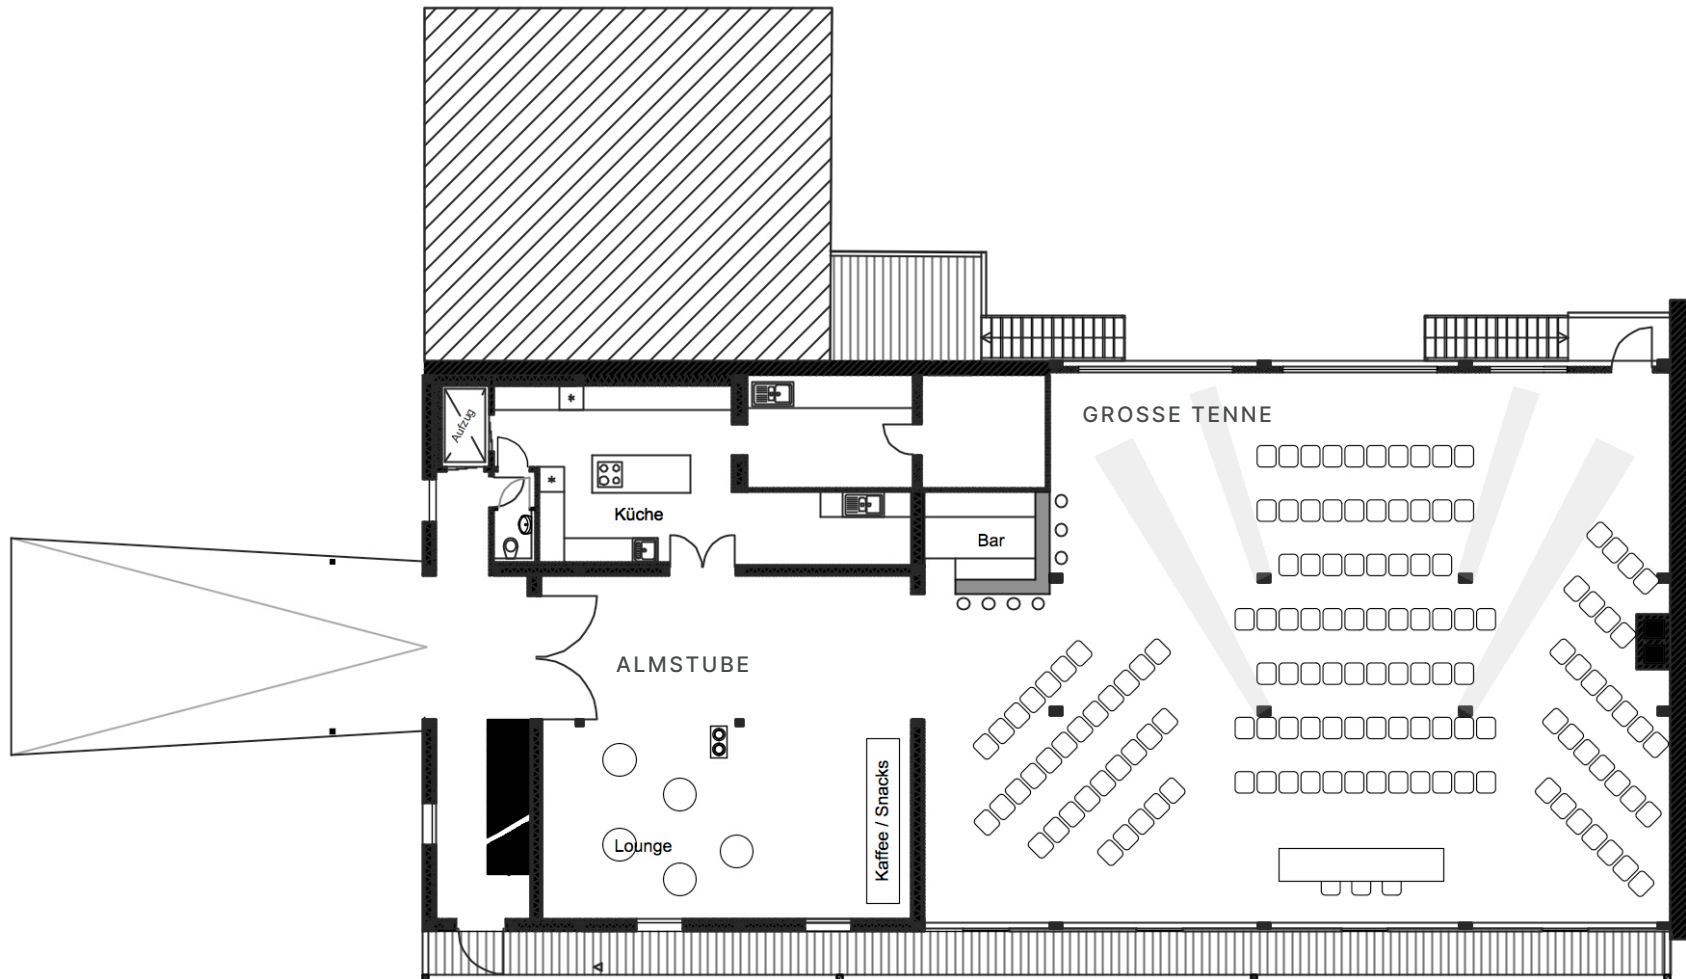 GROSSE TENNE
Aufzug
Küche
Bar
ALMSTUBE
Kaffee / Snacks
Lounge